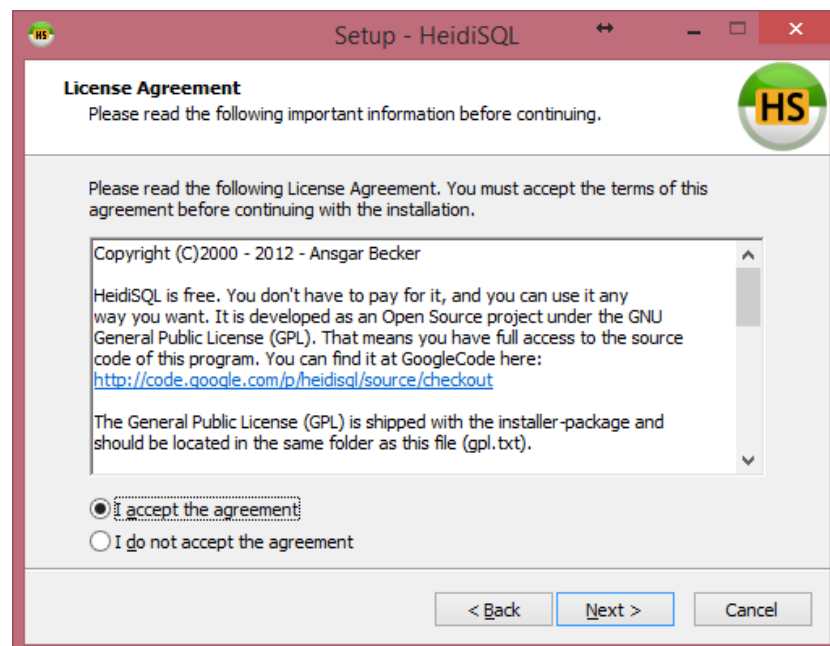 HS
Setup - HeidiSQL
License Agreement
Please read the following important information before continuing.
HS
Please read the following License Agreement. You must accept the terms of this
agreement before continuing with the installation.
Copyright (C)2000 - 2012 - Ansgar Becker
HeidiSQL is free. You don't have to pay for it, and you can use it any
way you want. It is developed as an Open Source project under the GNU
General Public License (GPL). That means you have full access to the source
code of this program. You can find it at GoogleCode here:
http://code.google.com/p/heidisql/source/checkout
The General Public License (GPL) is shipped with the installer-package and
should be located in the same folder as this file (gpl.txt).
I accept the agreement
I do not accept the agreement
< Back
Next >
Cancel